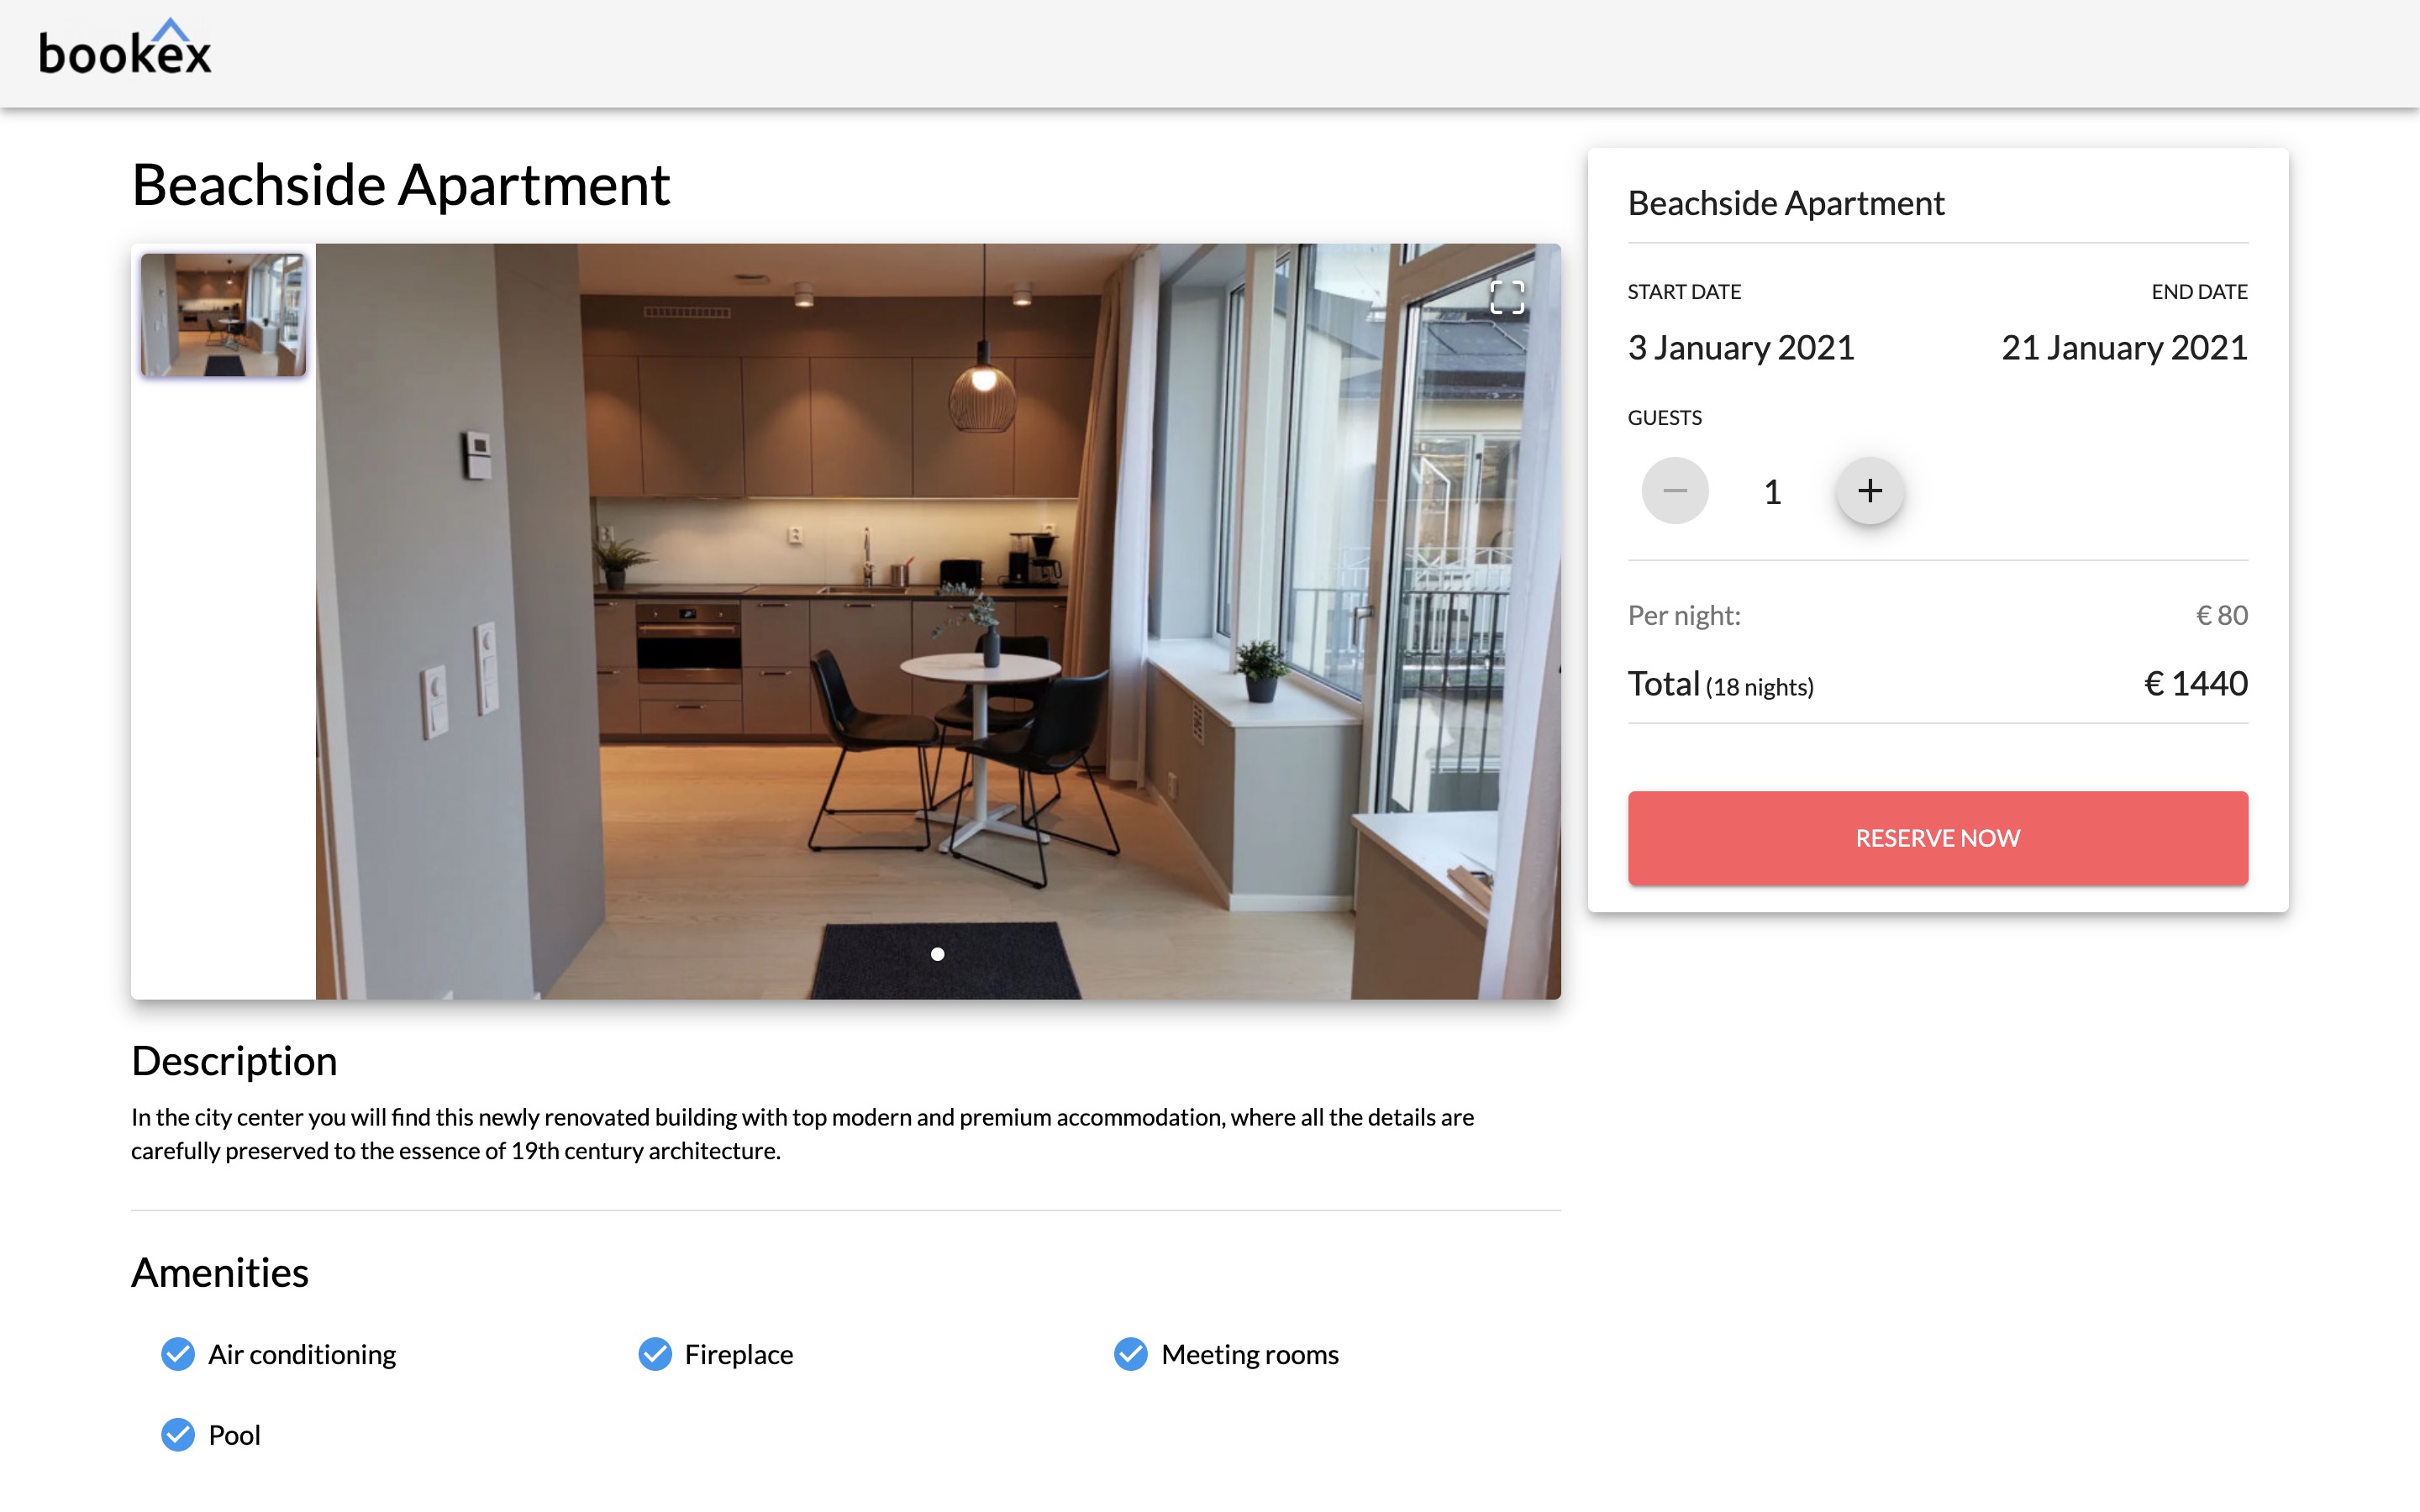 bookex
Beachside Apartment
Beachside Apartment
START DATE
END DATE
3 January 2021
21 January 2021
GUESTS
1
Per night:
€ 80
Total (18 nights)
€ 1440
RESERVE NOW
Description
In the city center you will find this newly renovated building with top modern and premium accommodation, where all the details are
carefully preserved to the essence of 19th century architecture.
Amenities
Air conditioning
Fireplace
Meeting rooms
Pool